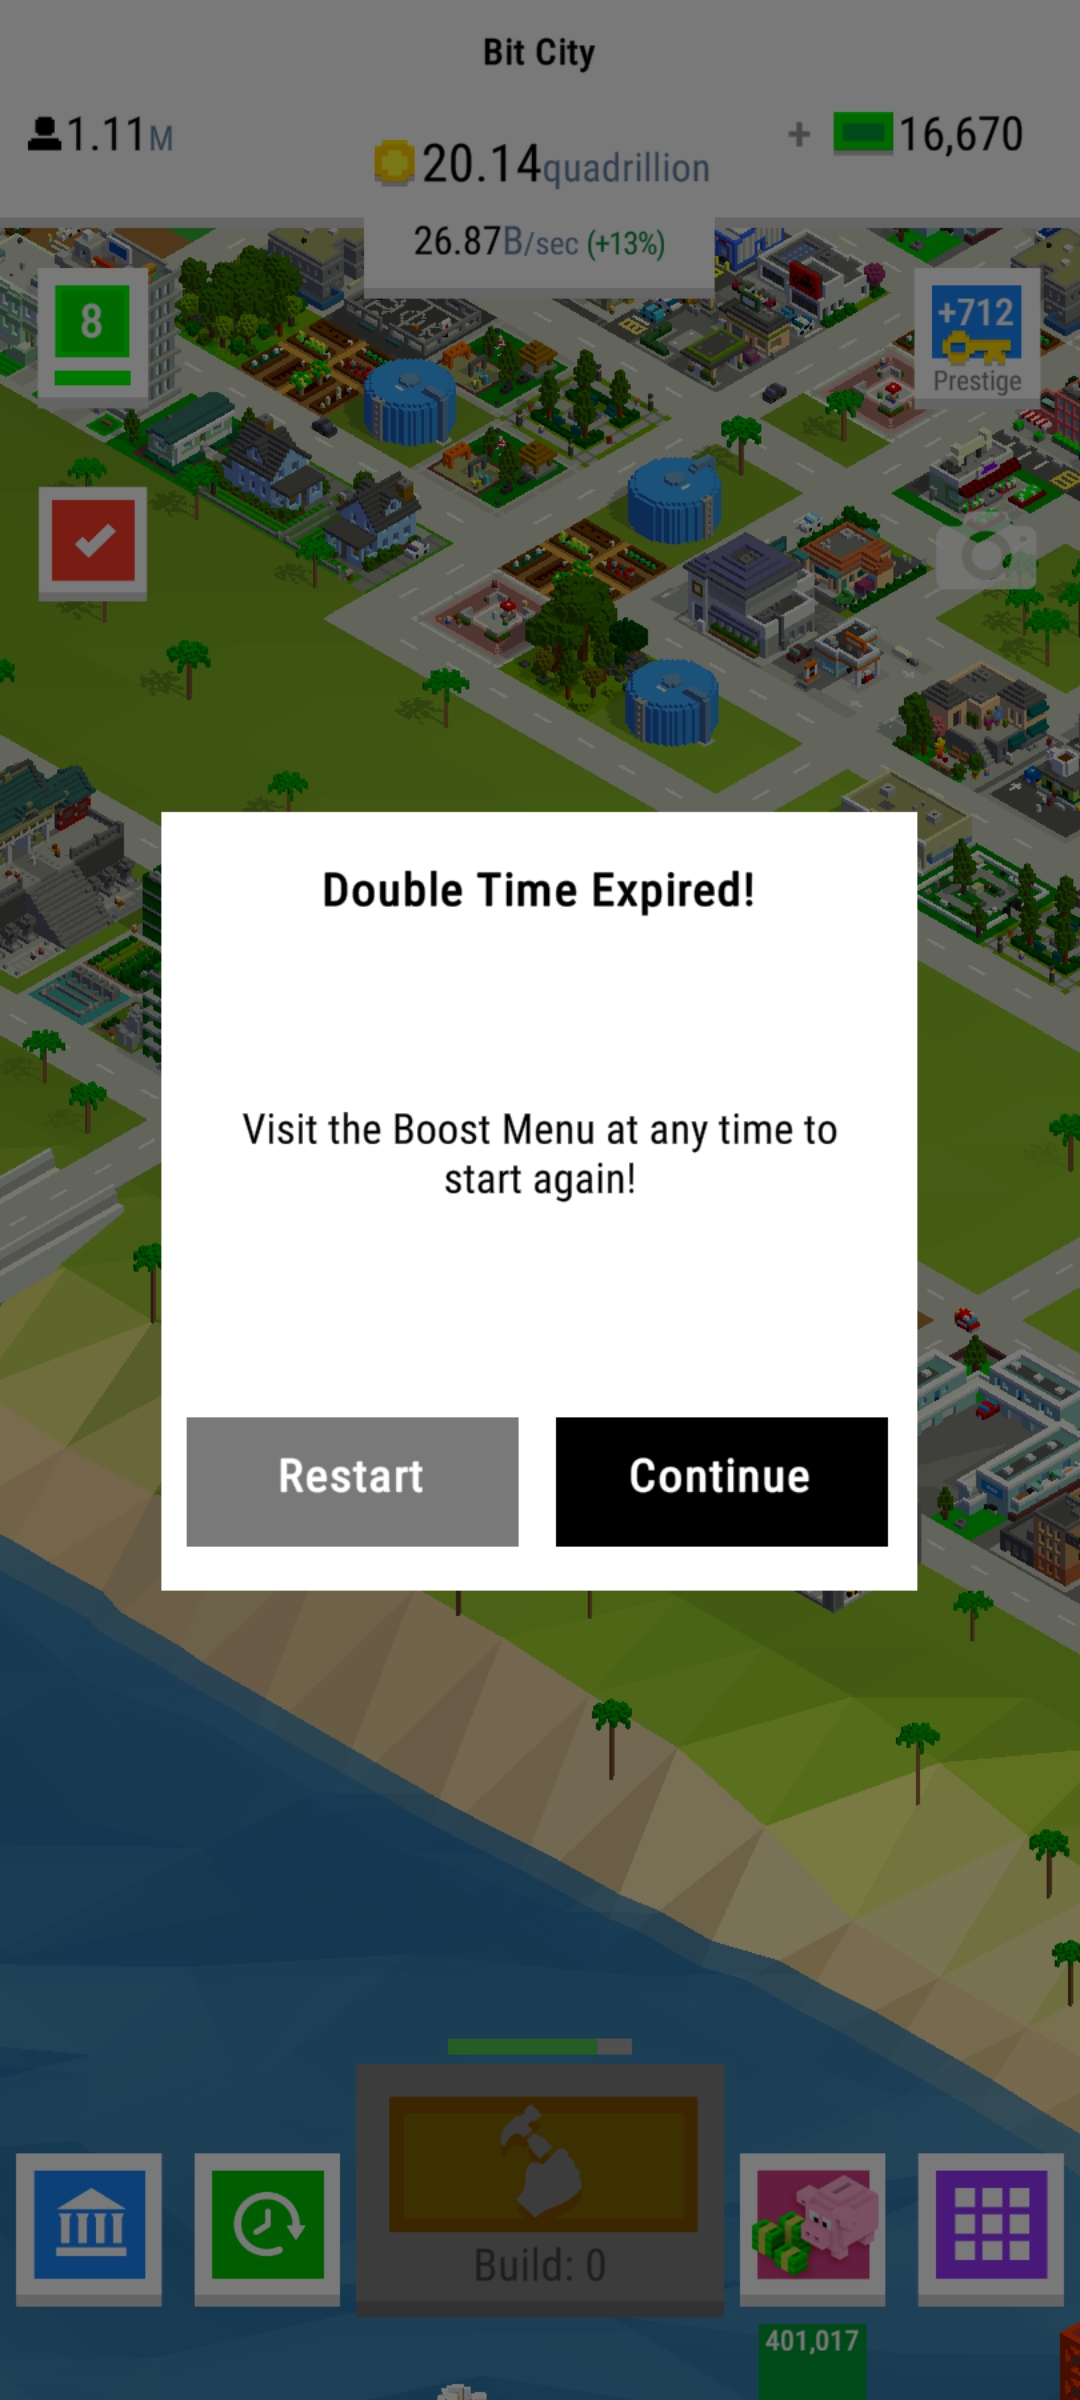 Bit City
1.11M
20.14quadrillion
+ 16,670
26.87B/sec (+13%)
8
+712
Prestige
Double Time Expired!
Visit the Boost Menu at any time to
start again!
Restart
Continue
Build: 0
401,017